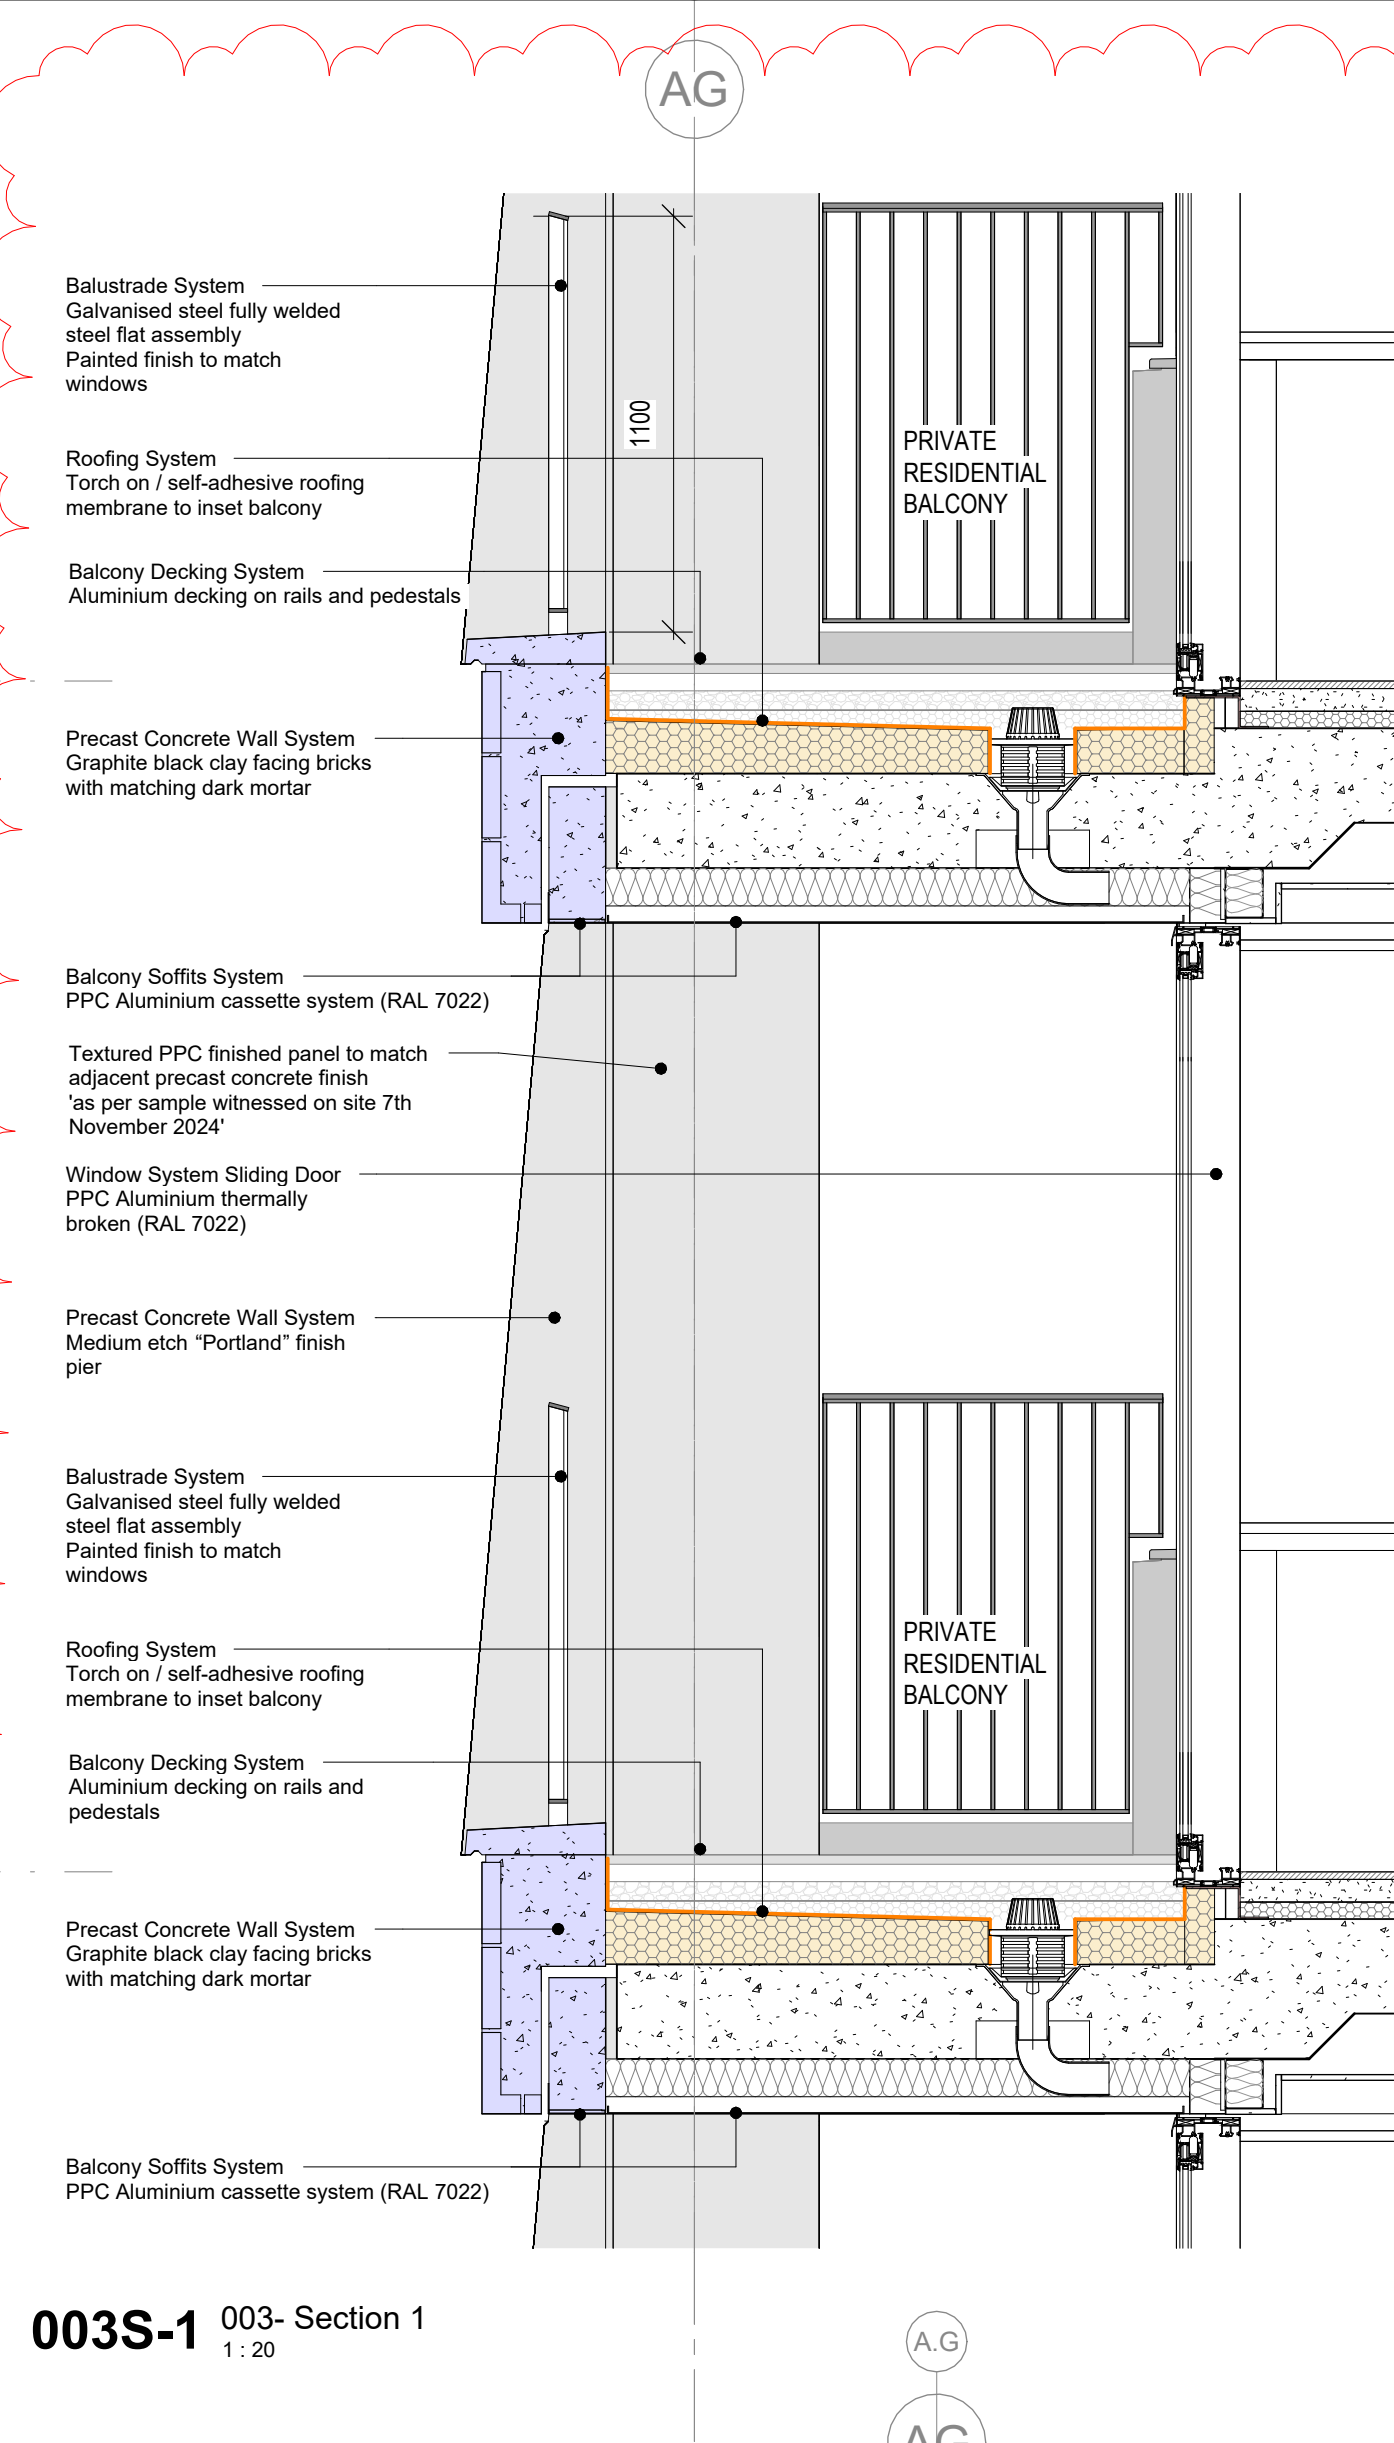 AG
Balustrade System
Galvanised steel fully welded
steel flat assembly
Painted finish to match
windows
1100
Roofing System
Torch on / self-adhesive roofing
membrane to inset balcony
PRIVATE
RESIDENTIAL
BALCONY
Balcony Decking System
Aluminium decking on rails and pedestals
Precast Concrete Wall System
Graphite black clay facing bricks
with matching dark mortar
Balcony Soffits System
PPC Aluminium cassette system (RAL 7022)
Textured PPC finished panel to match
adjacent precast concrete finish
'as per sample witnessed on site 7th
November 2024'
Window System Sliding Door
PPC Aluminium thermally
broken (RAL 7022)
Precast Concrete Wall System
Medium etch “Portland” finish
pier
Balustrade System
Galvanised steel fully welded
steel flat assembly
Painted finish to match
windows
Roofing System
Torch on / self-adhesive roofing
membrane to inset balcony
PRIVATE
RESIDENTIAL
BALCONY
Balcony Decking System
Aluminium decking on rails and
pedestals
Precast Concrete Wall System
Graphite black clay facing bricks
with matching dark mortar
Balcony Soffits System
PPC Aluminium cassette system (RAL 7022)
003S-1 003- Section 1
1 : 20
A.G
AG